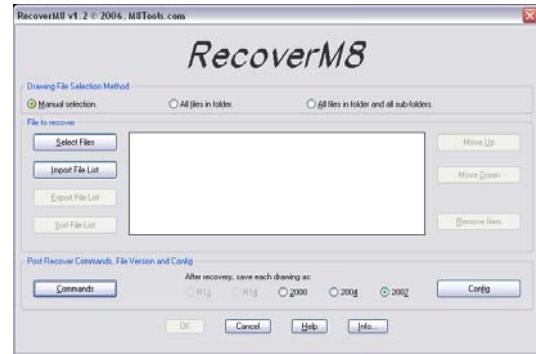 RecoverM8 v1.2 © 2006, M8Tools.com
RecoverM8
Drawing File Selection Method
Manual selection.
All files in folder.
All files in folder and all sub-folders.
File to recover
Select Files
Import File List
Export File List
Sort File List
Move Up
Move Down
Remove Item
Post Recover Commands, File Version and Config
After recovery, save each drawing as:
Commands
R13
R14
2000
2004
2007
Config
OK
Cancel
Help
Info...